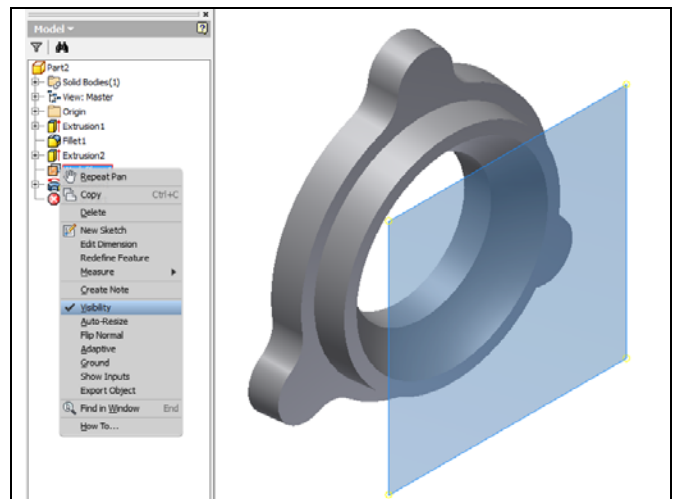 Model
Part2
Solid Bodies(1)
View: Master
Origin
Extrusion1
Fillet1
Extrusion2
Repeat Pan
Copy Ctrl+C
Delete
New Sketch
Edit Dimension
Redefine Feature
Measure
Create Note
Visibility
Auto-Resize
Flip Normal
Adaptive
Ground
Show Inputs
Export Object
Find in Window End
How To...